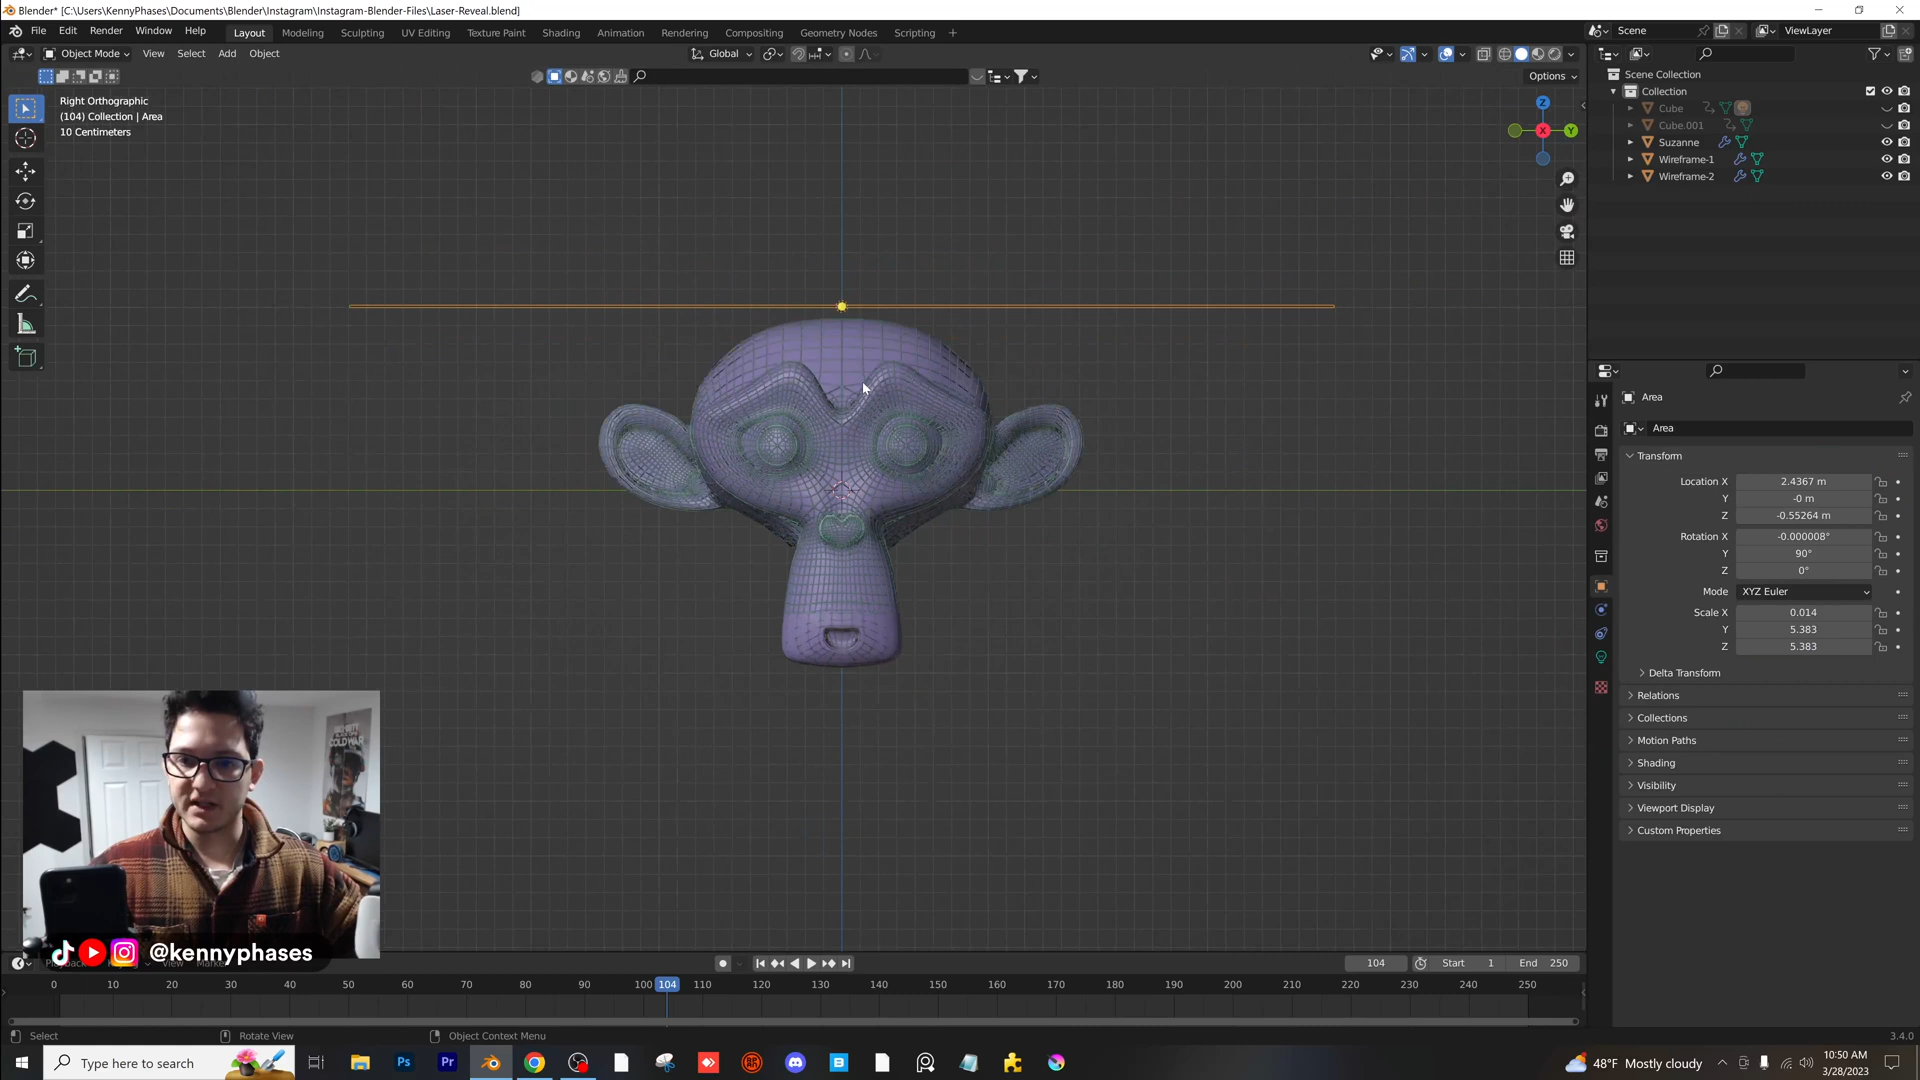 Blender* [C:\Users\KennyPhases\Documents\Blender\Instagram\Instagram-Blender-Files\Laser-Reveal.blend]
File Edit Render Window Help Layout Modeling Sculpting UV Editing Texture Paint Shading Animation Rendering Compositing Geometry Nodes Scripting + Scene ViewLayer
Object Mode View Select Add Object Global
Options
Right Orthographic
(104) Collection | Area
10 Centimeters
Z
Y
X
Scene Collection
Collection
Cube
Cube.001
Suzanne
Wireframe-1
Wireframe-2
Area
Area
Transform
Location X 2.4367 m
Y -0 m
Z -0.55264 m
Rotation X -0.000008°
Y 90°
Z 0°
Mode XYZ Euler
Scale X 0.014
Y 5.383
Z 5.383
Delta Transform
Relations
Collections
Motion Paths
Shading
Visibility
Viewport Display
Custom Properties
COLD WAR
@kennyphases
104 Start 1 End 250
0 10 20 30 40 50 60 70 80 90 100 104 110 120 130 140 150 160 170 180 190 200 210 220 230 240 250
Select Rotate View Object Context Menu 3.4.0
Type here to search Ps Pr 48°F Mostly cloudy 10:50 AM
3/28/2023